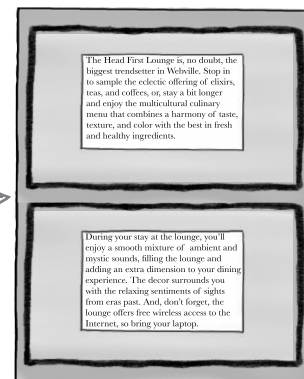 The Head First Lounge is, no doubt, the
biggest trendsetter in Webville. Stop in
to sample the eclectic offering of elixirs,
teas, and coffees, or, stay a bit longer
and enjoy the multicultural culinary
menu that combines a harmony of taste,
texture, and color with the best in fresh
and healthy ingredients.
During your stay at the lounge, you'll
enjoy a smooth mixture of ambient and
mystic sounds, filling the lounge and
adding an extra dimension to your dining
experience. The decor surrounds you
with the relaxing sentiments of sights
from eras past. And, don't forget, the
lounge offers free wireless access to the
Internet, so bring your laptop.